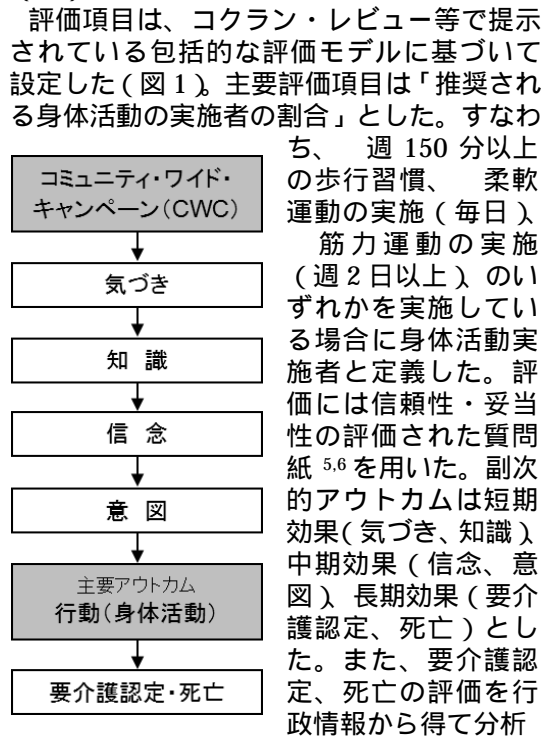 評価項目は、コクラン・レビュー等で提示
されている包括的な評価モデルに基づいて
設定した(図1)。主要評価項目は「推奨され
る身体活動の実施者の割合」とした。すなわ
ち、 週 150 分以上
の歩行習慣、 柔軟
運動の実施(毎日)、
筋力運動の実施
(週2日以上)、のい
ずれかを実施してい
る場合に身体活動実
施者と定義した。評
価には信頼性・妥当
性の評価された質問
紙 5,6 を用いた。副次
的アウトカムは短期
効果(気づき、知識)、
中期効果(信念、意
図)、長期効果(要介
護認定、死亡)とし
た。また、要介護認
定、死亡の評価を行
政情報から得て分析
コミュニティ・ワイド・
キャンペーン(CWC)
気づき
知 識
信 念
意 図
主要アウトカム
行動(身体活動)
要介護認定・死亡